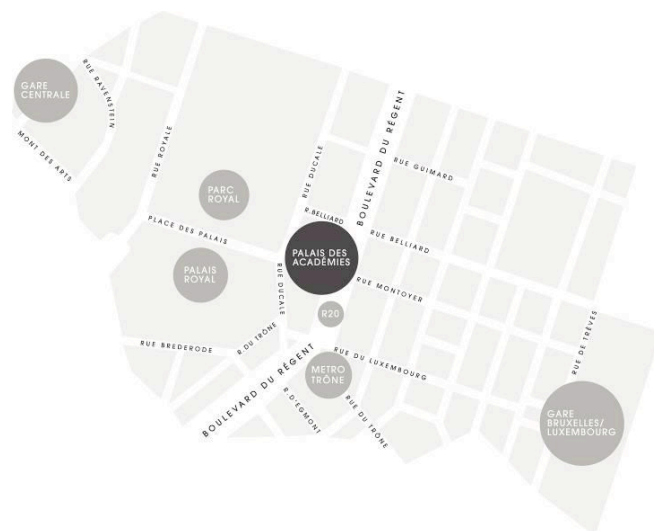 GARE
CENTRALE
RUE RAVENSTEIN
MONT DES ARTS
RUE ROYALE
PARC
ROYAL
RUE DUCALE
BOULEVARD DU RÉGENT
RUE GUIMARD
R.BELLIARD
RUE BELLIARD
PLACE DES PALAIS
PALAIS DES
ACADÉMIES
PALAIS
ROYAL
RUE DUCALE
RUE MONTOYER
R20
RUE DE TRÈVES
RUE BREDERODE
R.DU TRÔNE
BOULEVARD DU RÉGENT
RUE DU LUXEMBOURG
METRO
TRÔNE
R.D'EGMONT
RUE DU TRÔNE
GARE
BRUXELLES/
LUXEMBOURG